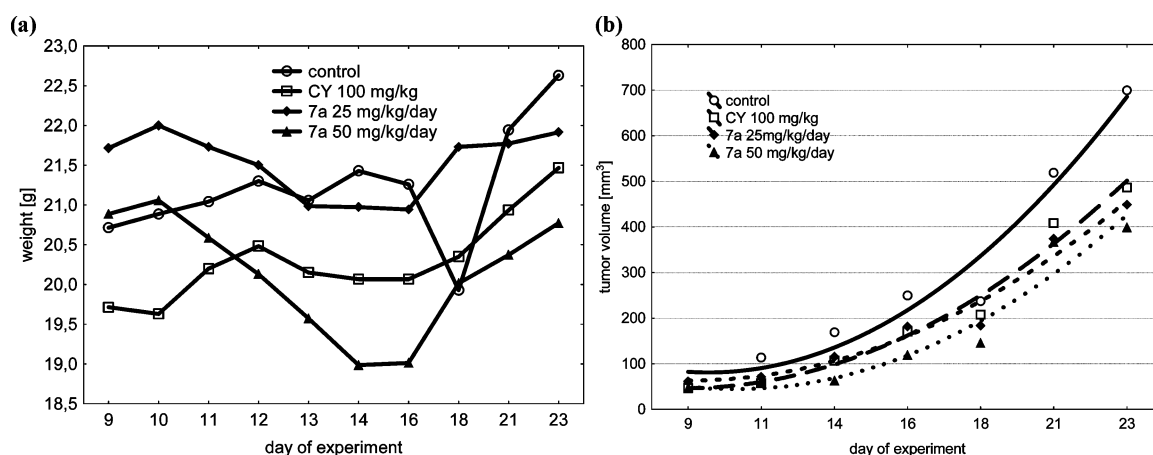 (a)
23,0
22,5
22,0
21,5
21,0
20,5
20,0
19,5
19,0
18,5
weight [g]
control
CY 100 mg/kg
7a 25 mg/kg/day
7a 50 mg/kg/day
9 10 11 12 13 14 16 18 21 23
day of experiment
(b)
800
700
600
500
400
300
200
100
0
tumor volume [mm³]
control
CY 100 mg/kg
7a 25mg/kg/day
7a 50 mg/kg/day
9 11 14 16 18 21 23
day of experiment